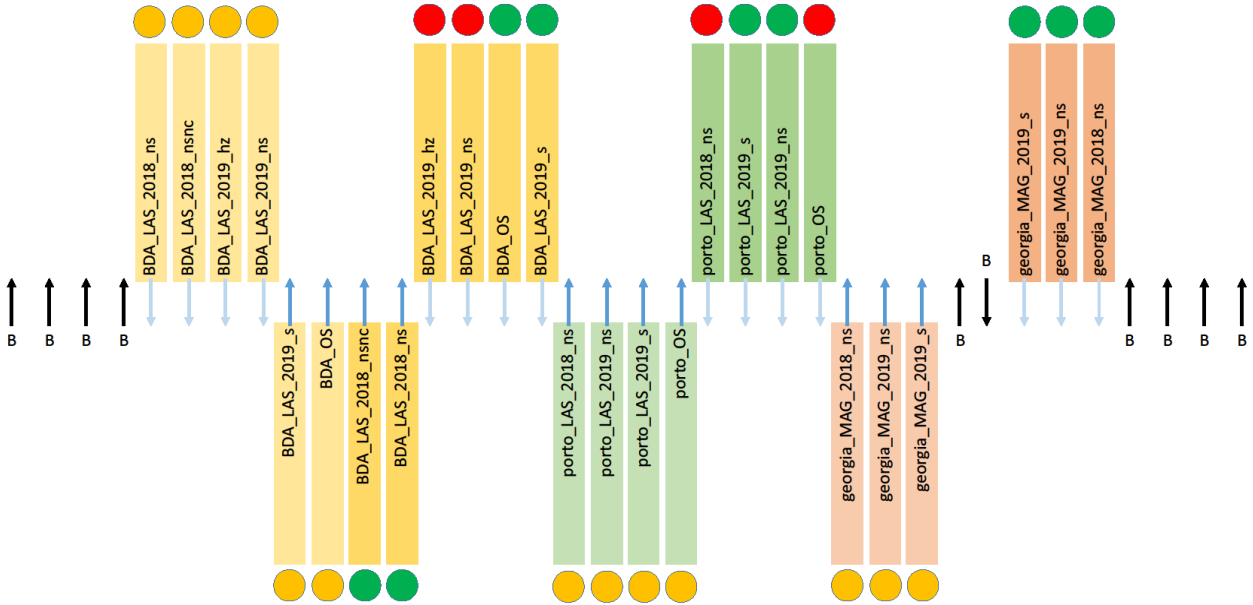 BDA_LAS_2018_ns
BDA_LAS_2018_nsnc
BDA_LAS_2019_hz
BDA_LAS_2019_ns
BDA_LAS_2019_hz
BDA_LAS_2019_ns
BDA_OS
BDA_LAS_2019_s
porto_LAS_2018_ns
porto_LAS_2019_s
porto_LAS_2019_ns
porto_OS
B
georgia_MAG_2019_s
georgia_MAG_2019_ns
georgia_MAG_2018_ns
B
B
B
B
BDA_LAS_2019_s
BDA_OS
BDA_LAS_2018_nsnc
BDA_LAS_2018_ns
porto_LAS_2018_ns
porto_LAS_2019_ns
porto_LAS_2019_s
porto_OS
georgia_MAG_2018_ns
georgia_MAG_2019_ns
georgia_MAG_2019_s
B
B
B
B
B